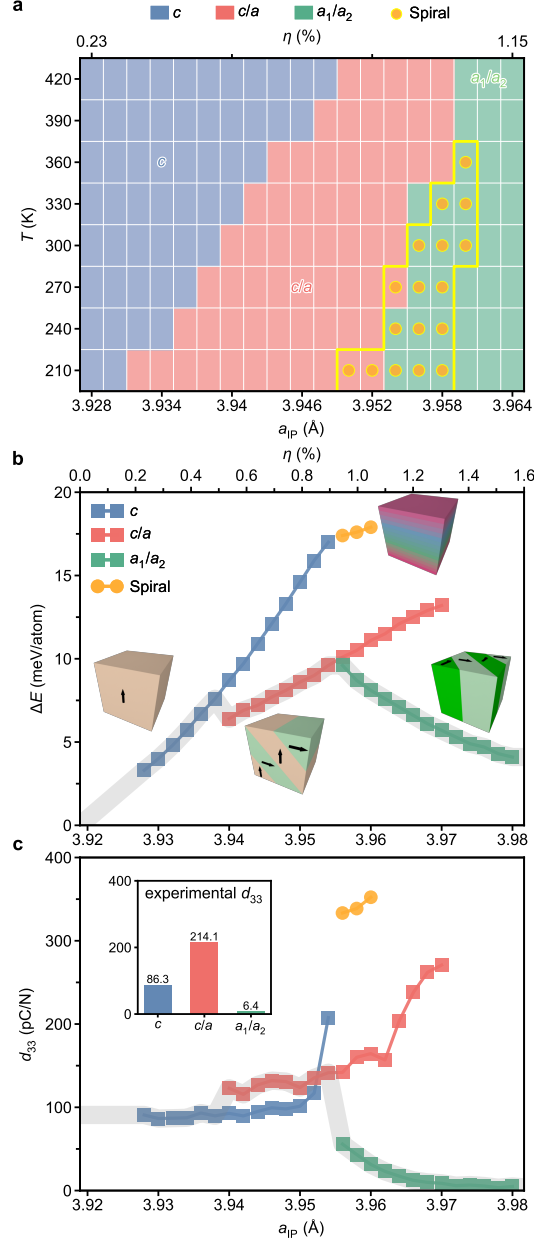 a
c c/a a₁/a₂ Spiral
η (%)
0.23 1.15
T (K)
420
390
360
330
300
270
240
210
c
c/a
a₁/a₂
3.928 3.934 3.94 3.946 3.952 3.958 3.964
a_IP (Å)
b
η (%)
0.0 0.2 0.4 0.6 0.8 1.0 1.2 1.4 1.6
ΔE (meV/atom)
20
15
10
5
0
c
c/a
a₁/a₂
Spiral
3.92 3.93 3.94 3.95 3.96 3.97 3.98
c
d₃₃ (pC/N)
400
300
200
100
0
experimental d₃₃
400
200
0
86.3
214.1
6.4
c c/a a₁/a₂
3.92 3.93 3.94 3.95 3.96 3.97 3.98
a_IP (Å)